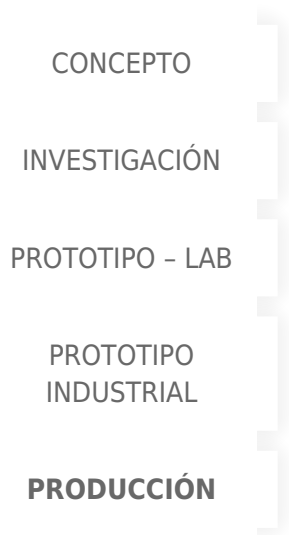 CONCEPTO
INVESTIGACIÓN
PROTOTIPO – LAB
PROTOTIPO
INDUSTRIAL
PRODUCCIÓN